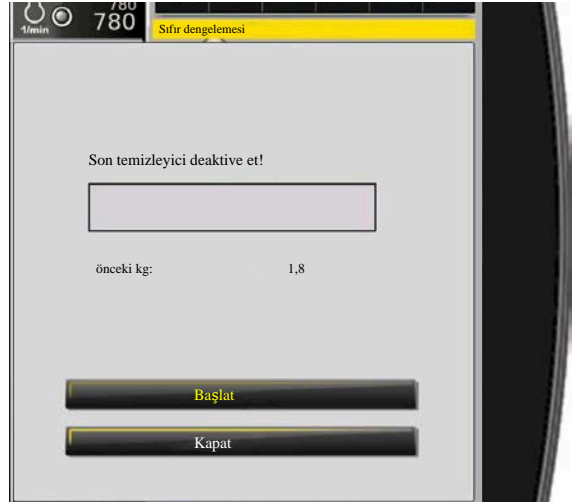 780
1/min
780
Sıfır dengelemesi
Son temizleyici deaktive et!
önceki kg: 1,8
Başlat
Kapat